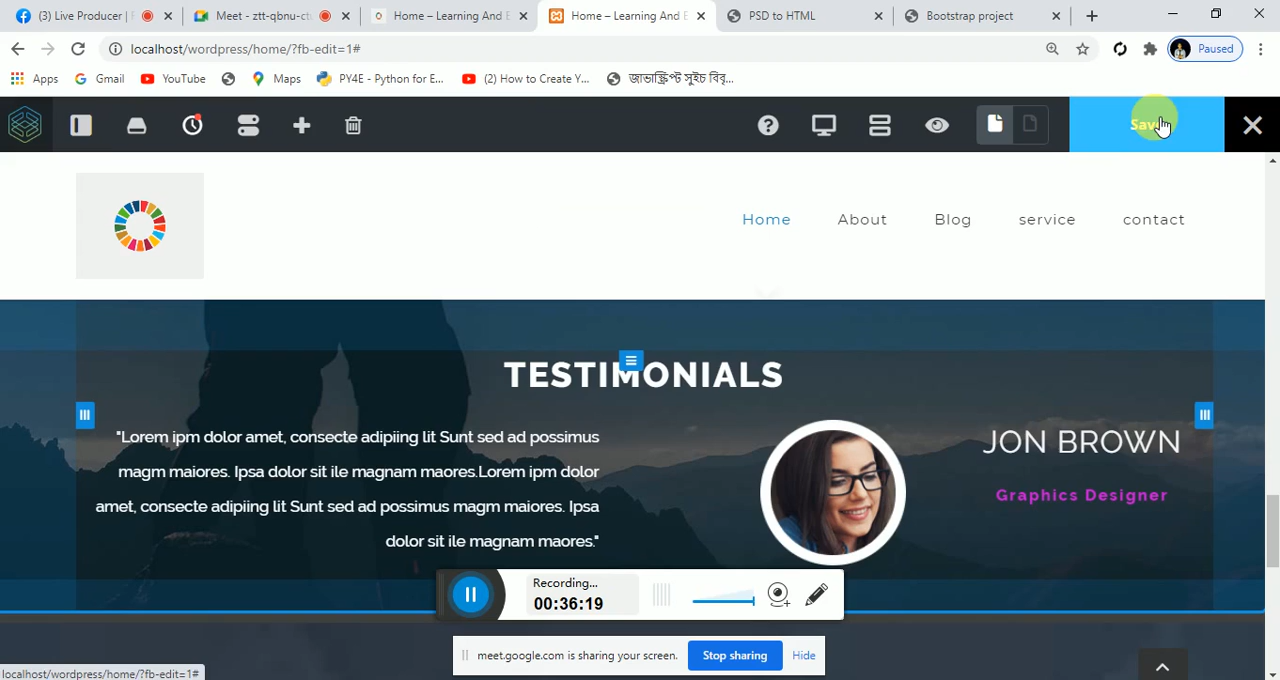 (3) Live Producer |
Meet - ztt-qbnu-ct
Home – Learning And E
Home – Learning And E
PSD to HTML
Bootstrap project
localhost/wordpress/home/?fb-edit=1#
Paused
Apps
Gmail
YouTube
Maps
PY4E - Python for E...
(2) How to Create Y...
জাভাস্ক্রিপ্ট সুইচ বিবৃ...
Save
Home
About
Blog
service
contact
TESTIMONIALS
"Lorem ipm dolor amet, consecte adipiing lit Sunt sed ad possimus
magm maiores. Ipsa dolor sit ile magnam maores.Lorem ipm dolor
amet, consecte adipiing lit Sunt sed ad possimus magm maiores. Ipsa
dolor sit ile magnam maores."
JON BROWN
Graphics Designer
Recording...
00:36:19
meet.google.com is sharing your screen.
Stop sharing
Hide
localhost/wordpress/home/?fb-edit=1#